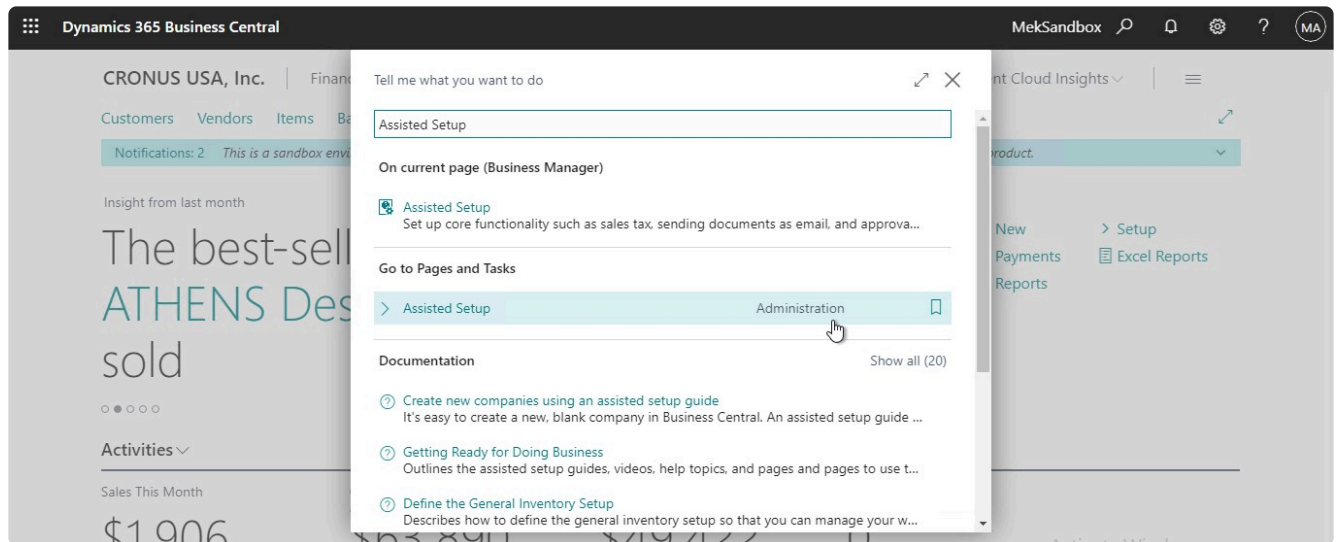 Dynamics 365 Business Central
MekSandbox
?
MA
CRONUS USA, Inc.
Customers Vendors Items
Notifications: 2 This is a sandbox
product.
Insight from last month
The best-sell
ATHENS Des
sold
Activities
Sales This Month
$1,906
Cloud Insights
New
Payments
Reports
> Setup
Excel Reports
Tell me what you want to do
Assisted Setup
On current page (Business Manager)
Assisted Setup
Set up core functionality such as sales tax, sending documents as email, and approva...
Go to Pages and Tasks
Assisted Setup Administration
Documentation Show all (20)
Create new companies using an assisted setup guide
It's easy to create a new, blank company in Business Central. An assisted setup guide ...
Getting Ready for Doing Business
Outlines the assisted setup guides, videos, help topics, and pages and pages to use t...
Define the General Inventory Setup
Describes how to define the general inventory setup so that you can manage your w...